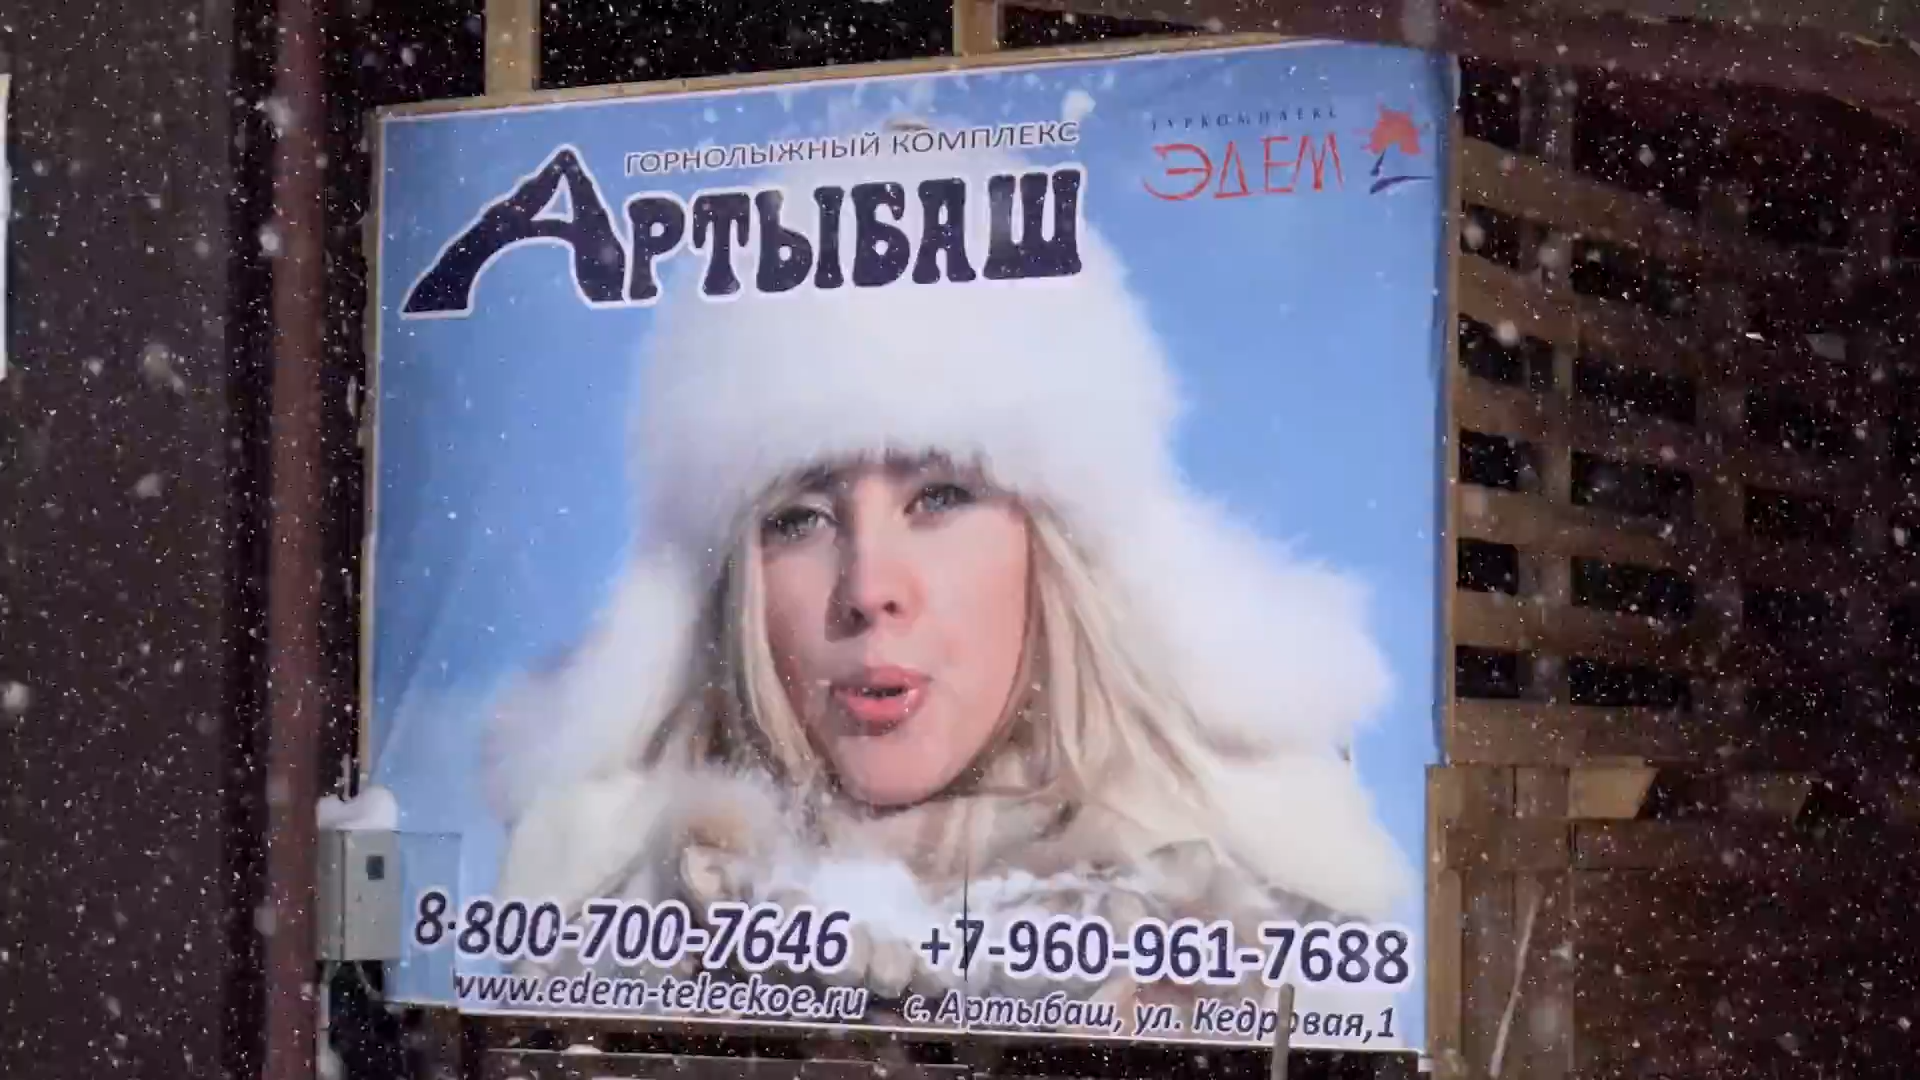 ГОРНОЛЫЖНЫЙ КОМПЛЕКС
АРТЫБАШ
ТУРКОМПЛЕКС
ЭДЕМ
8-800-700-7646
+7-960-961-7688
www.edem-teleckoe.ru
с. Артыбаш, ул. Кедровая,1